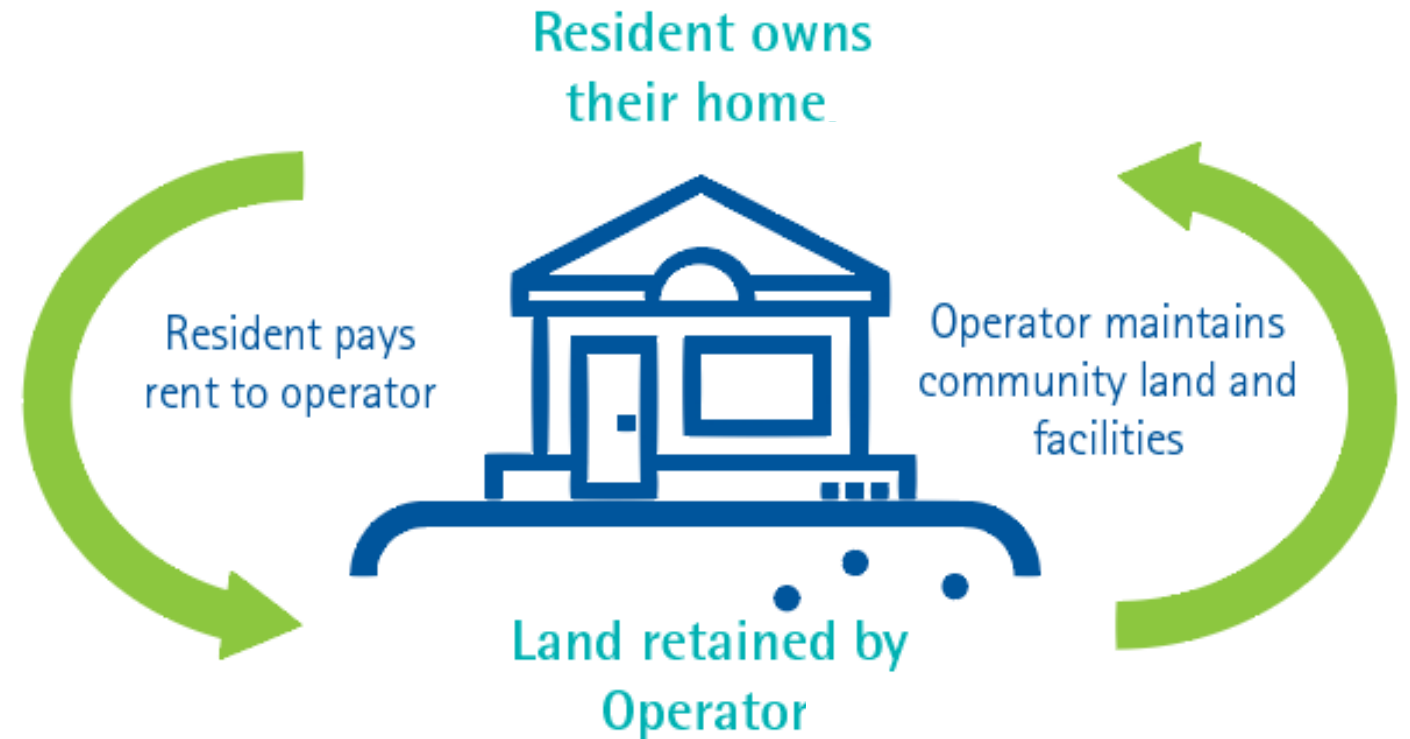 Resident owns
their home
Resident pays
rent to operator
Operator maintains
community land and
facilities
Land retained by
Operator